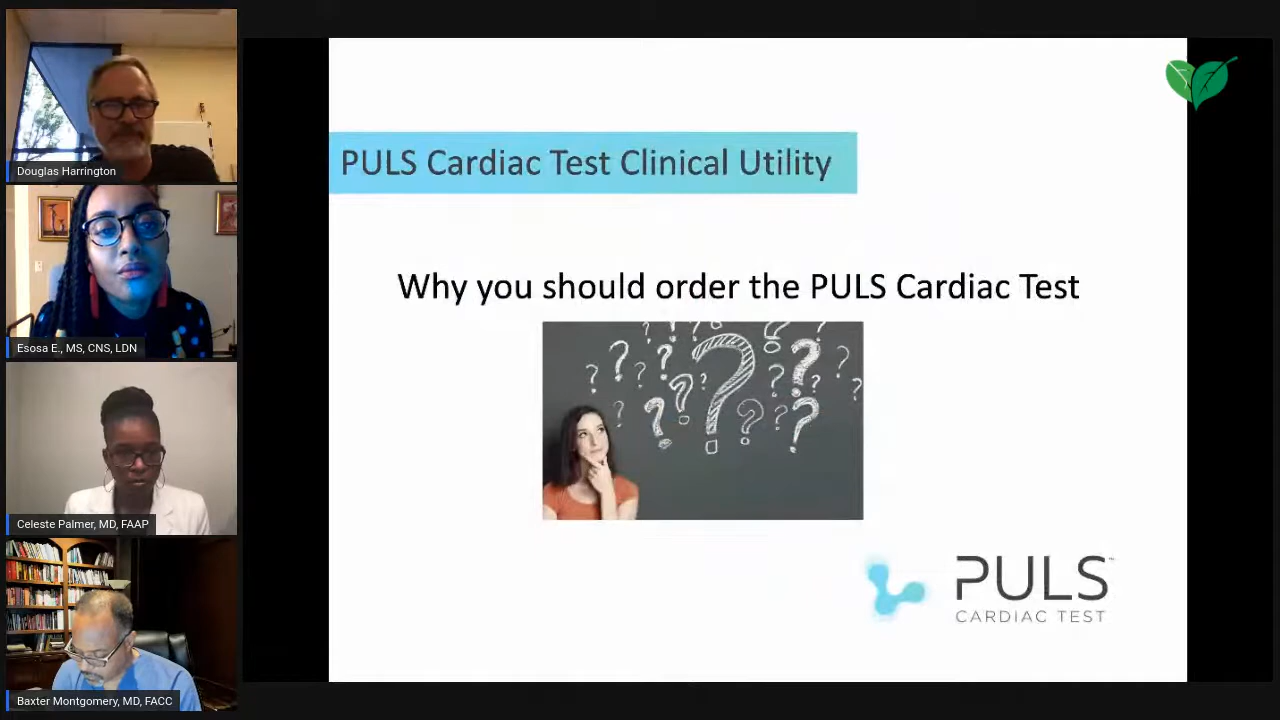 Douglas Harrington
Esosa E., MS, CNS, LDN
Celeste Palmer, MD, FAAP
Baxter Montgomery, MD, FACC
PULS Cardiac Test Clinical Utility
Why you should order the PULS Cardiac Test
? ? ? ? ? ? ? ? ? ? ? ? ? ? ? ? ? ? ? ?
PULS™
CARDIAC TEST